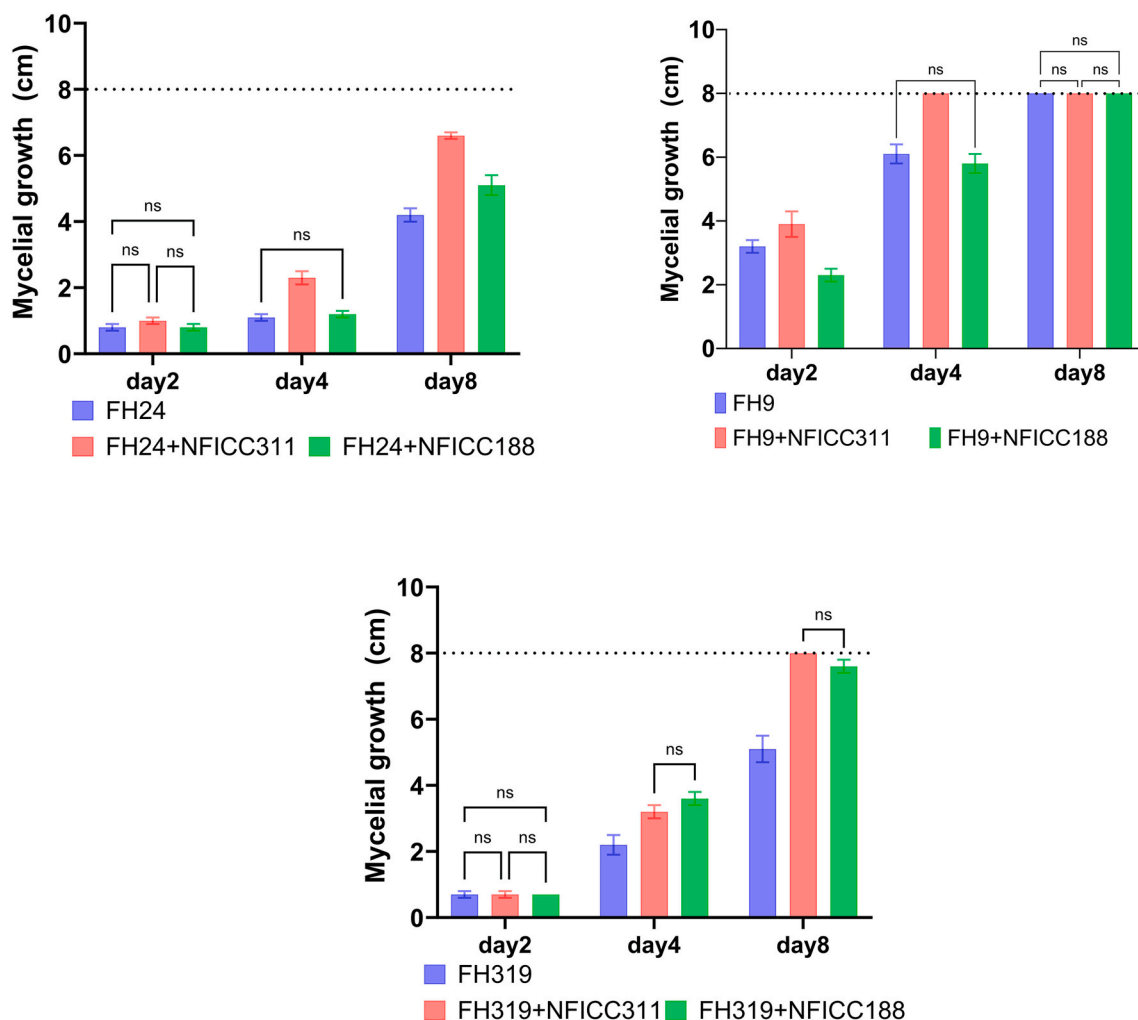 Mycelial growth (cm)
10
8
6
4
2
0
ns
ns
ns
ns
day2
day4
day8
FH24
FH24+NFICC311
FH24+NFICC188
Mycelial growth (cm)
10
8
6
4
2
0
ns
ns
ns
ns
day2
day4
day8
FH9
FH9+NFICC311
FH9+NFICC188
Mycelial growth (cm)
10
8
6
4
2
0
ns
ns
ns
ns
ns
day2
day4
day8
FH319
FH319+NFICC311
FH319+NFICC188